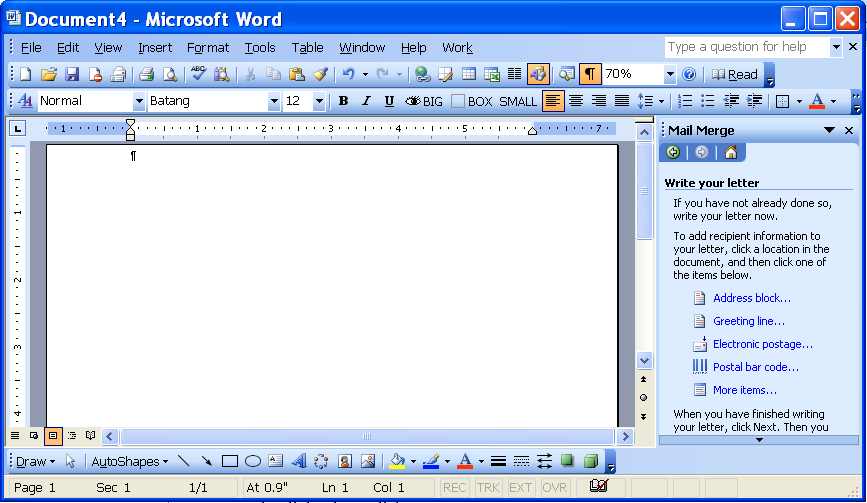 Document4 - Microsoft Word
File Edit View Insert Format Tools Table Window Help Work Type a question for help
70% Read
Normal Batang 12 B I U BIG BOX SMALL
1 1 2 3 4 5 7
Mail Merge
¶
Write your letter
If you have not already done so,
write your letter now.
To add recipient information to
your letter, click a location in the
document, and then click one of
the items below.
Address block...
Greeting line...
Electronic postage...
Postal bar code...
More items...
When you have finished writing
your letter, click Next. Then you
1
2
3
4
Draw AutoShapes
Page 1 Sec 1 1/1 At 0.9" Ln 1 Col 1 REC TRK EXT OVR